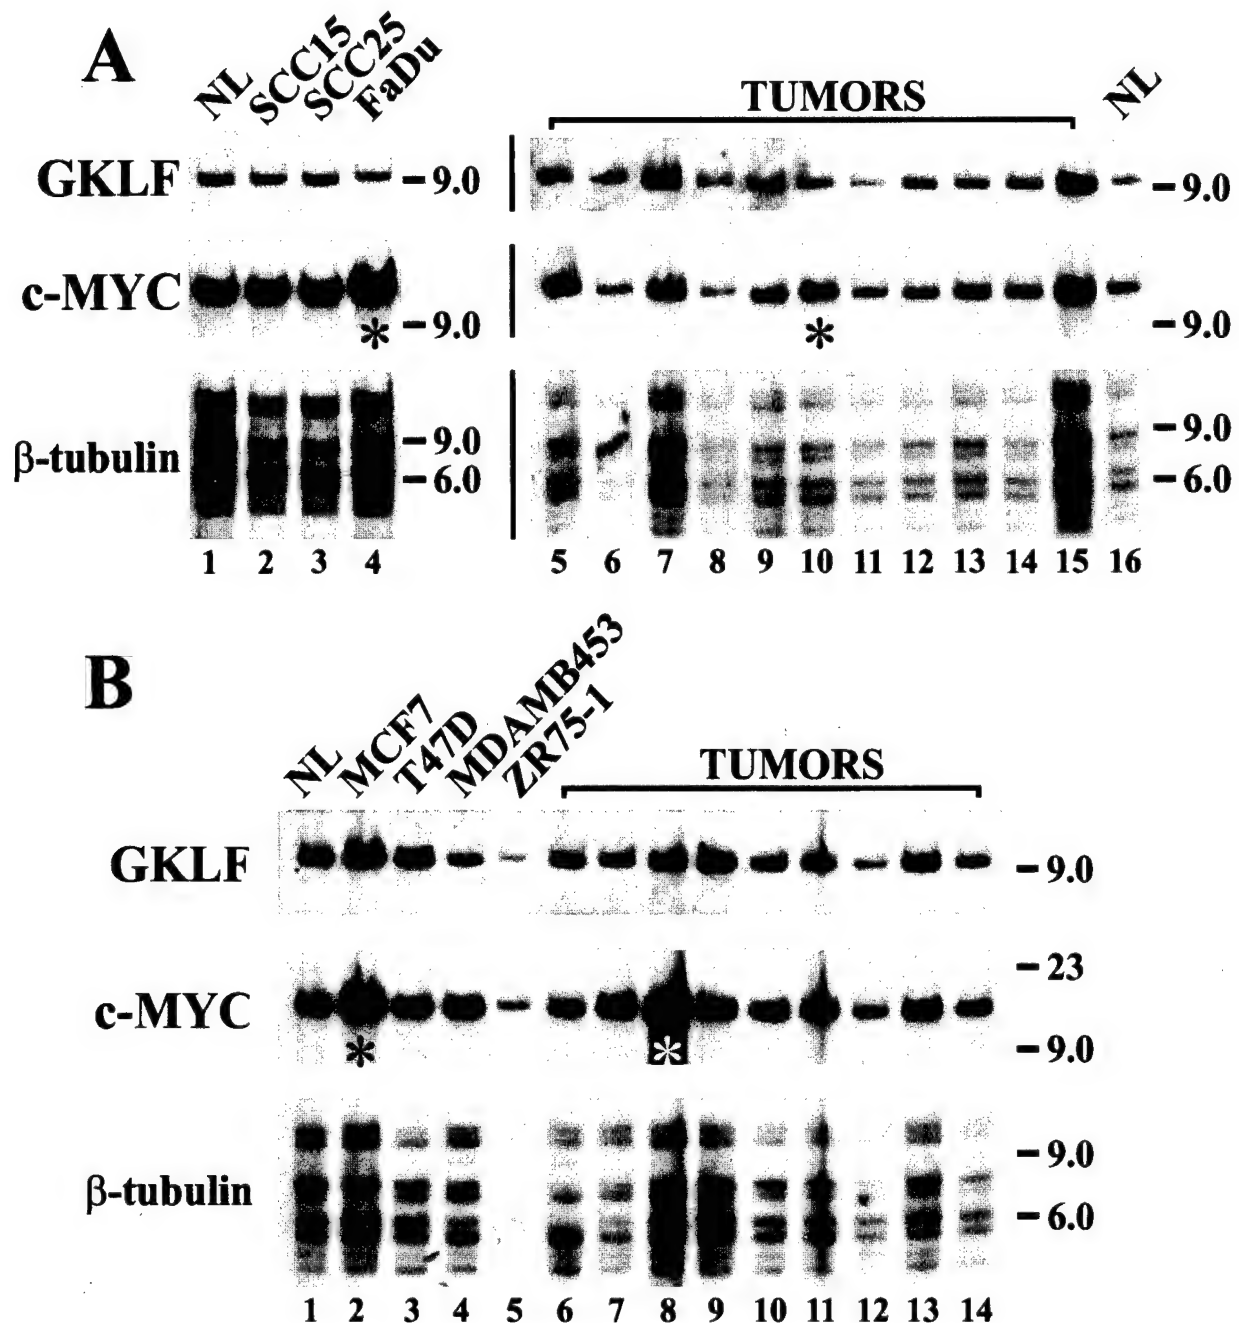 A
NL SCC15 SCC25 FaDu
TUMORS
NL
GKLF
–9.0
–9.0
c-MYC
–9.0
*
*
–9.0
β-tubulin
–9.0
–6.0
–9.0
–6.0
1 2 3 4 5 6 7 8 9 10 11 12 13 14 15 16
B
NL MCF7 T47D MDAMB453 ZR75-1
TUMORS
GKLF
–9.0
c-MYC
–23
–9.0
*
*
β-tubulin
–9.0
–6.0
1 2 3 4 5 6 7 8 9 10 11 12 13 14